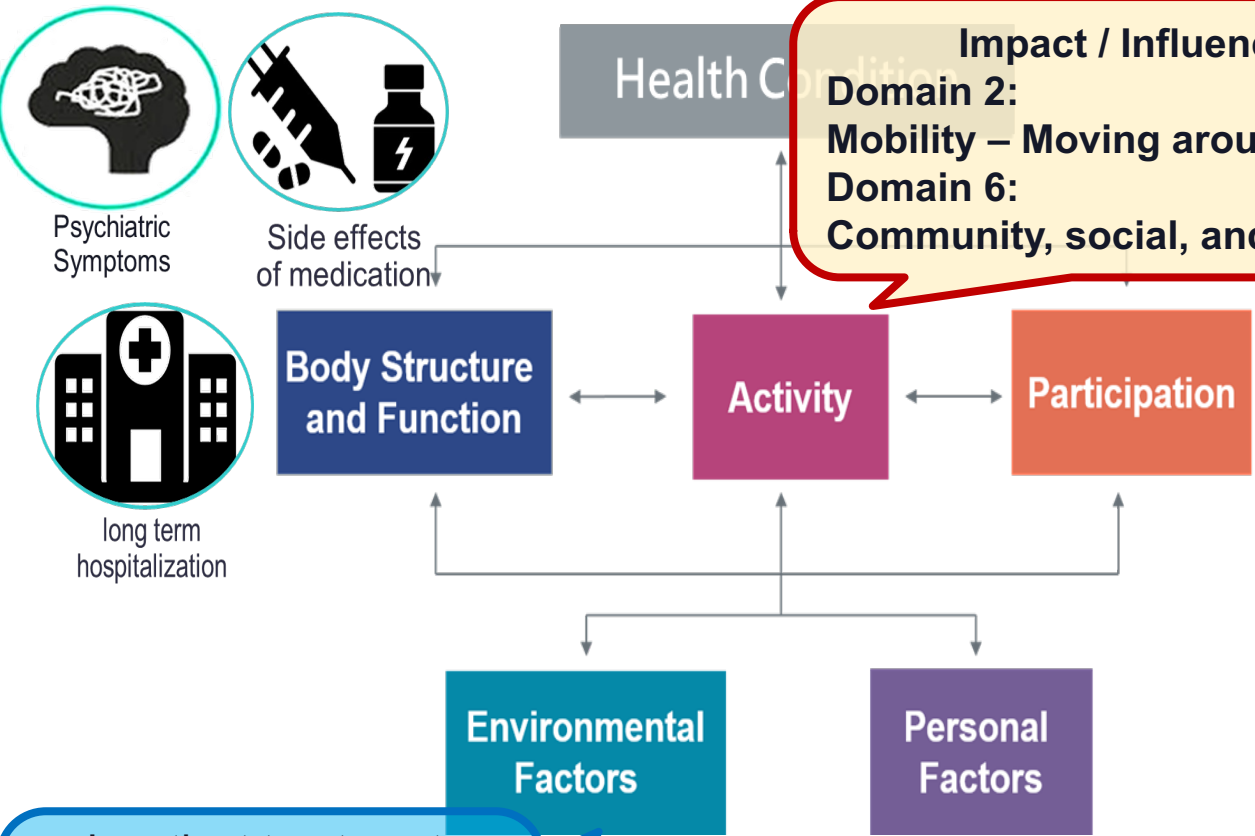 Health Condition
Impact / Influen
Domain 2:
Mobility – Moving arou
Domain 6:
Community, social, and
Psychiatric
Symptoms
Side effects
of medication
long term
hospitalization
Body Structure
and Function
Activity
Participation
Environmental
Factors
Personal
Factors